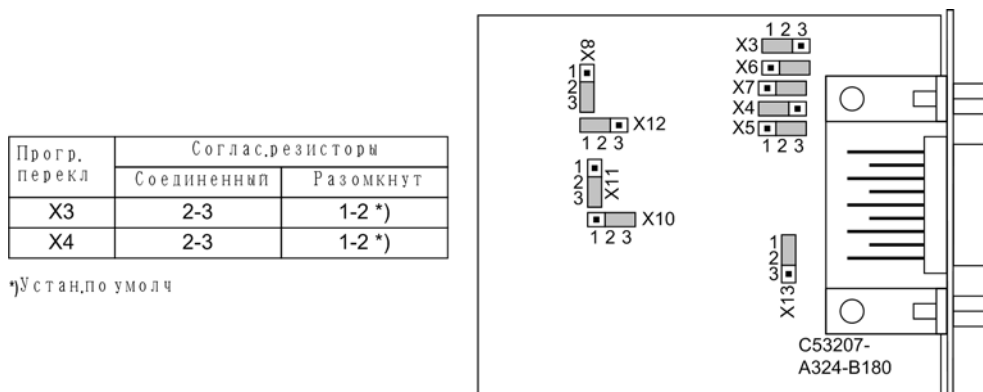 Прогр.
перекл
Соглас,резисторы
Соединенный
Разомкнут
X3
2-3
1-2 *)
X4
2-3
1-2 *)
*)Устан,по умолч
X8
1
2
3
X12
1 2 3
1
2
3
X11
X10
1 2 3
1 2 3
X3
X6
X7
X4
X5
1 2 3
1
2
3
X13
C53207-
A324-B180